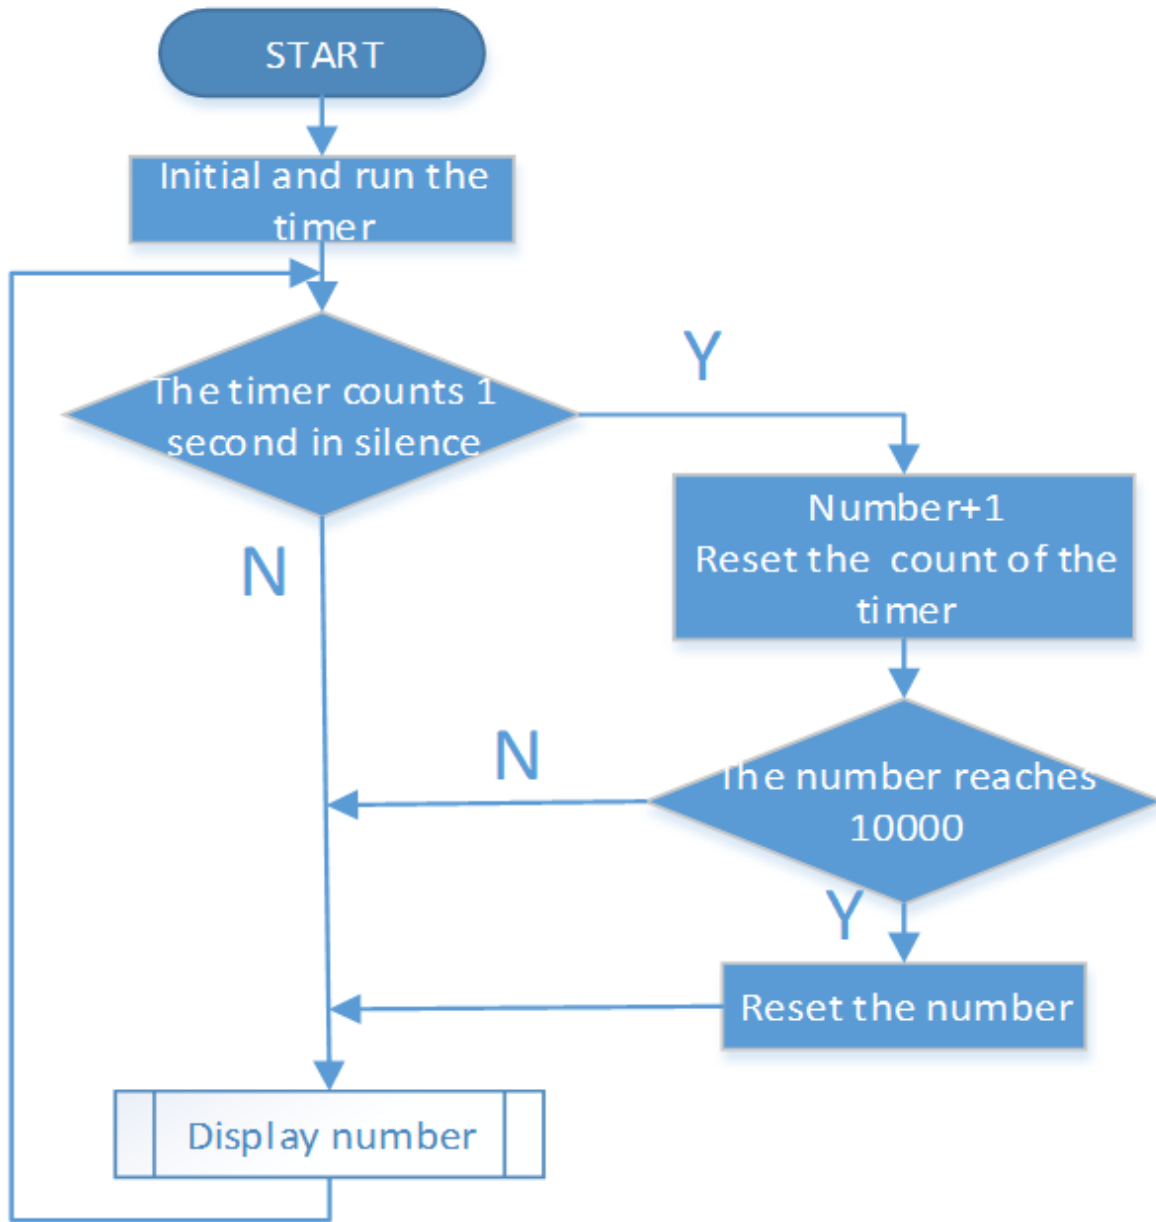 START
Initial and run the
timer
The timer counts 1
second in silence
Y
Number+1
Reset the count of the
timer
N
N
The number reaches
10000
Y
Reset the number
Display number